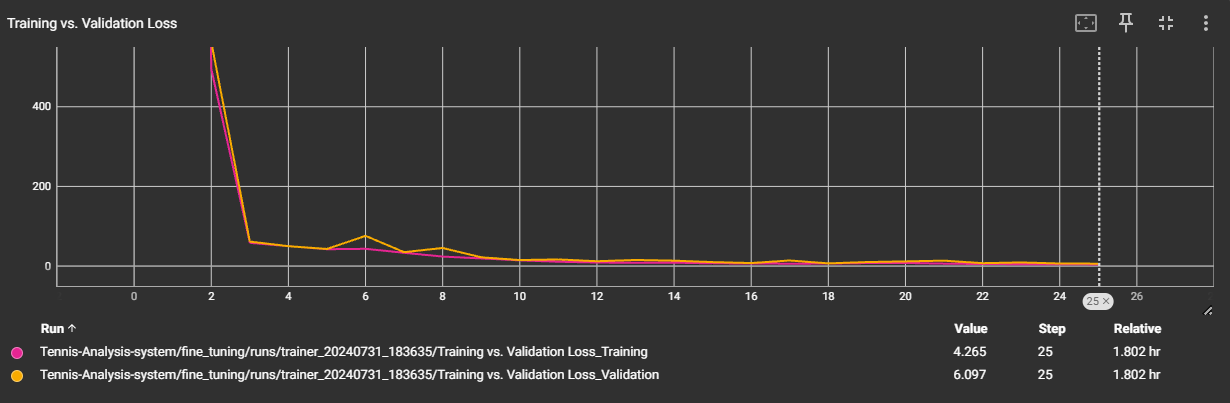 Training vs. Validation Loss
400
200
0
0 2 4 6 8 10 12 14 16 18 20 22 24 26
25 ×
Run ↑ Value Step Relative
Tennis-Analysis-system/fine_tuning/runs/trainer_20240731_183635/Training vs. Validation Loss_Training 4.265 25 1.802 hr
Tennis-Analysis-system/fine_tuning/runs/trainer_20240731_183635/Training vs. Validation Loss_Validation 6.097 25 1.802 hr